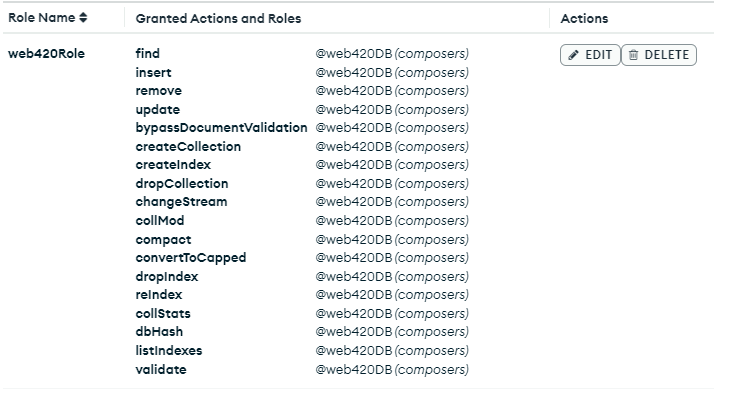 Role Name Granted Actions and Roles Actions
web420Role find @web420DB (composers) EDIT DELETE
insert @web420DB (composers)
remove @web420DB (composers)
update @web420DB (composers)
bypassDocumentValidation @web420DB (composers)
createCollection @web420DB (composers)
createIndex @web420DB (composers)
dropCollection @web420DB (composers)
changeStream @web420DB (composers)
collMod @web420DB (composers)
compact @web420DB (composers)
convertToCapped @web420DB (composers)
dropIndex @web420DB (composers)
reIndex @web420DB (composers)
collStats @web420DB (composers)
dbHash @web420DB (composers)
listIndexes @web420DB (composers)
validate @web420DB (composers)